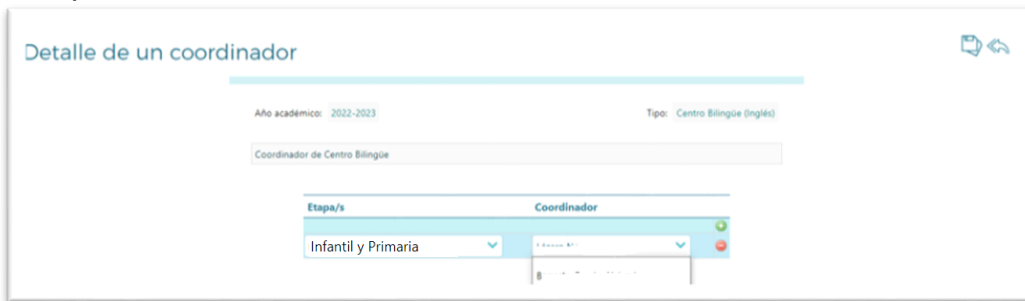 Detalle de un coordinador
Año académico: 2022-2023 Tipo: Centro Bilingüe (Inglés)
Coordinador de Centro Bilingüe
Etapa/s Coordinador
Infantil y Primaria